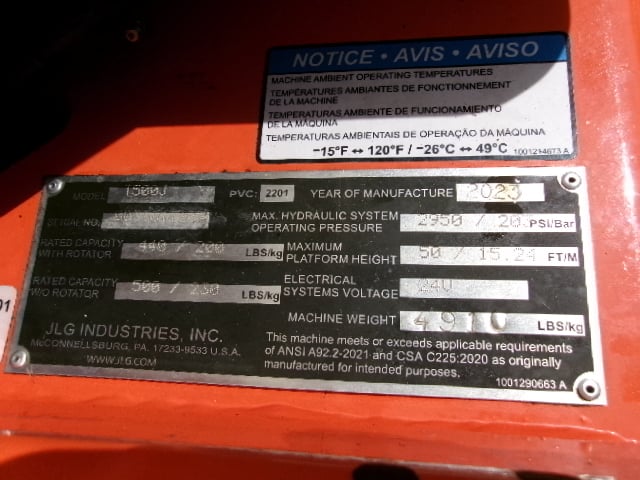 NOTICE • AVIS • AVISO
MACHINE AMBIENT OPERATING TEMPERATURES
TEMPÉRATURES AMBIANTES DE FONCTIONNEMENT
DE LA MACHINE
TEMPERATURAS AMBIENTE DE FUNCIONAMIENTO
DE LA MÁQUINA
TEMPERATURAS AMBIENTAIS DE OPERAÇÃO DA MÁQUINA
−15°F ↔ 120°F / −26°C ↔ 49°C
1001214673 A
MODEL T500J PVC: 2201 YEAR OF MANUFACTURE 2023
SERIAL NO.
MAX. HYDRAULIC SYSTEM
OPERATING PRESSURE 2950 / PSI/Bar
RATED CAPACITY
WITH ROTATOR 440 / 200 LBS/kg
MAXIMUM
PLATFORM HEIGHT 50 / 15.24 FT/M
RATED CAPACITY
W/O ROTATOR 500 / 230 LBS/kg
ELECTRICAL
SYSTEMS VOLTAGE 24V
MACHINE WEIGHT 4910 LBS/kg
JLG INDUSTRIES, INC.
McCONNELLSBURG, PA. 17233-9533 U.S.A.
WWW.JLG.COM
This machine meets or exceeds applicable requirements
of ANSI A92.2-2021 and CSA C225:2020 as originally
manufactured for intended purposes.
1001290663 A
01